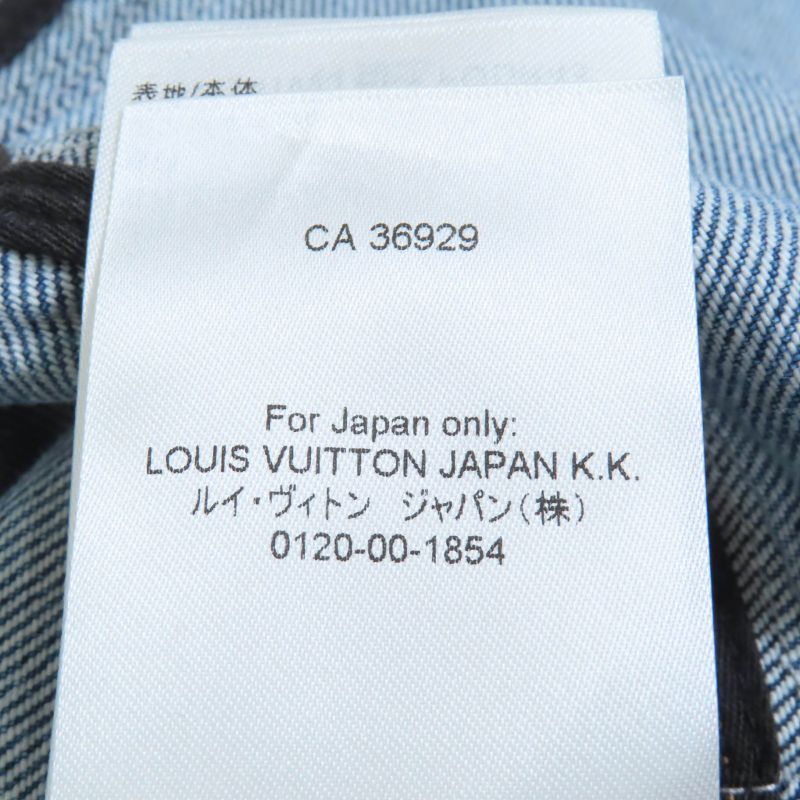 表地/本体
CA 36929
For Japan only:
LOUIS VUITTON JAPAN K.K.
ルイ・ヴィトン ジャパン(株)
0120-00-1854